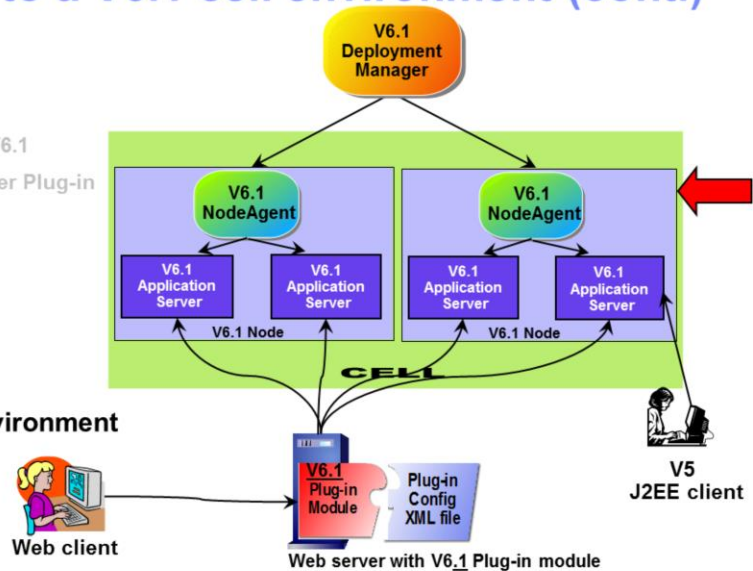 V6.1
Deployment
Manager
V6.1
er Plug-in
V6.1
NodeAgent
V6.1
NodeAgent
V6.1
Application
Server
V6.1
Application
Server
V6.1
Application
Server
V6.1
Application
Server
V6.1 Node
V6.1 Node
CELL
vironment
V6.1
Plug-in
Module
Plug-in
Config
XML file
V5
J2EE client
Web client
Web server with V6.1 Plug-in module